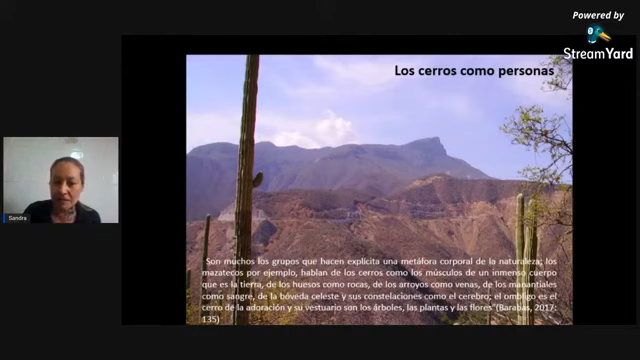 Powered by
StreamYard
Los cerros como personas
Sandra
Son muchos los grupos que hacen explícita una metáfora corporal de la naturaleza; los
mazatecos por ejemplo, hablan de los cerros como los músculos de un inmenso cuerpo
que es la tierra, de los huesos como rocas, de los arroyos como venas, de los manantiales
como sangre, de la bóveda celeste y sus constelaciones como el cerebro; el ombligo es el
cerro de la adoración y su vestuario son los árboles, las plantas y las flores"(Barabas, 2017:
135)